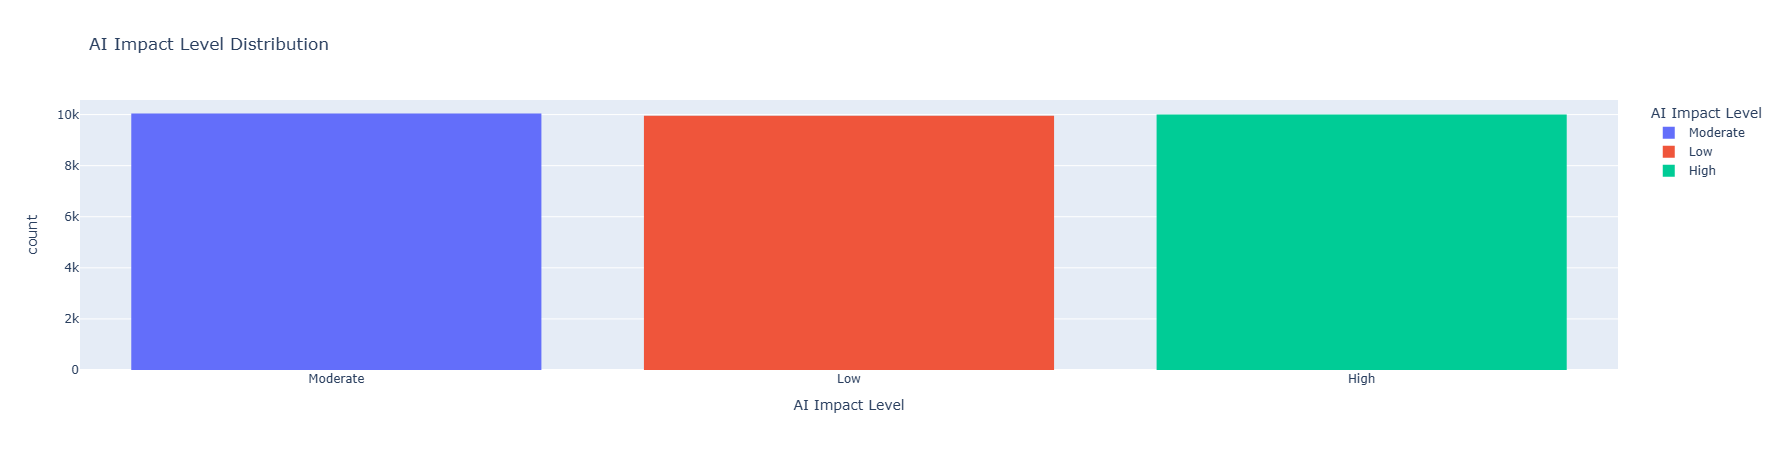 AI Impact Level Distribution
10k
8k
6k
4k
2k
0
count
Moderate
Low
High
AI Impact Level
AI Impact Level
Moderate
Low
High